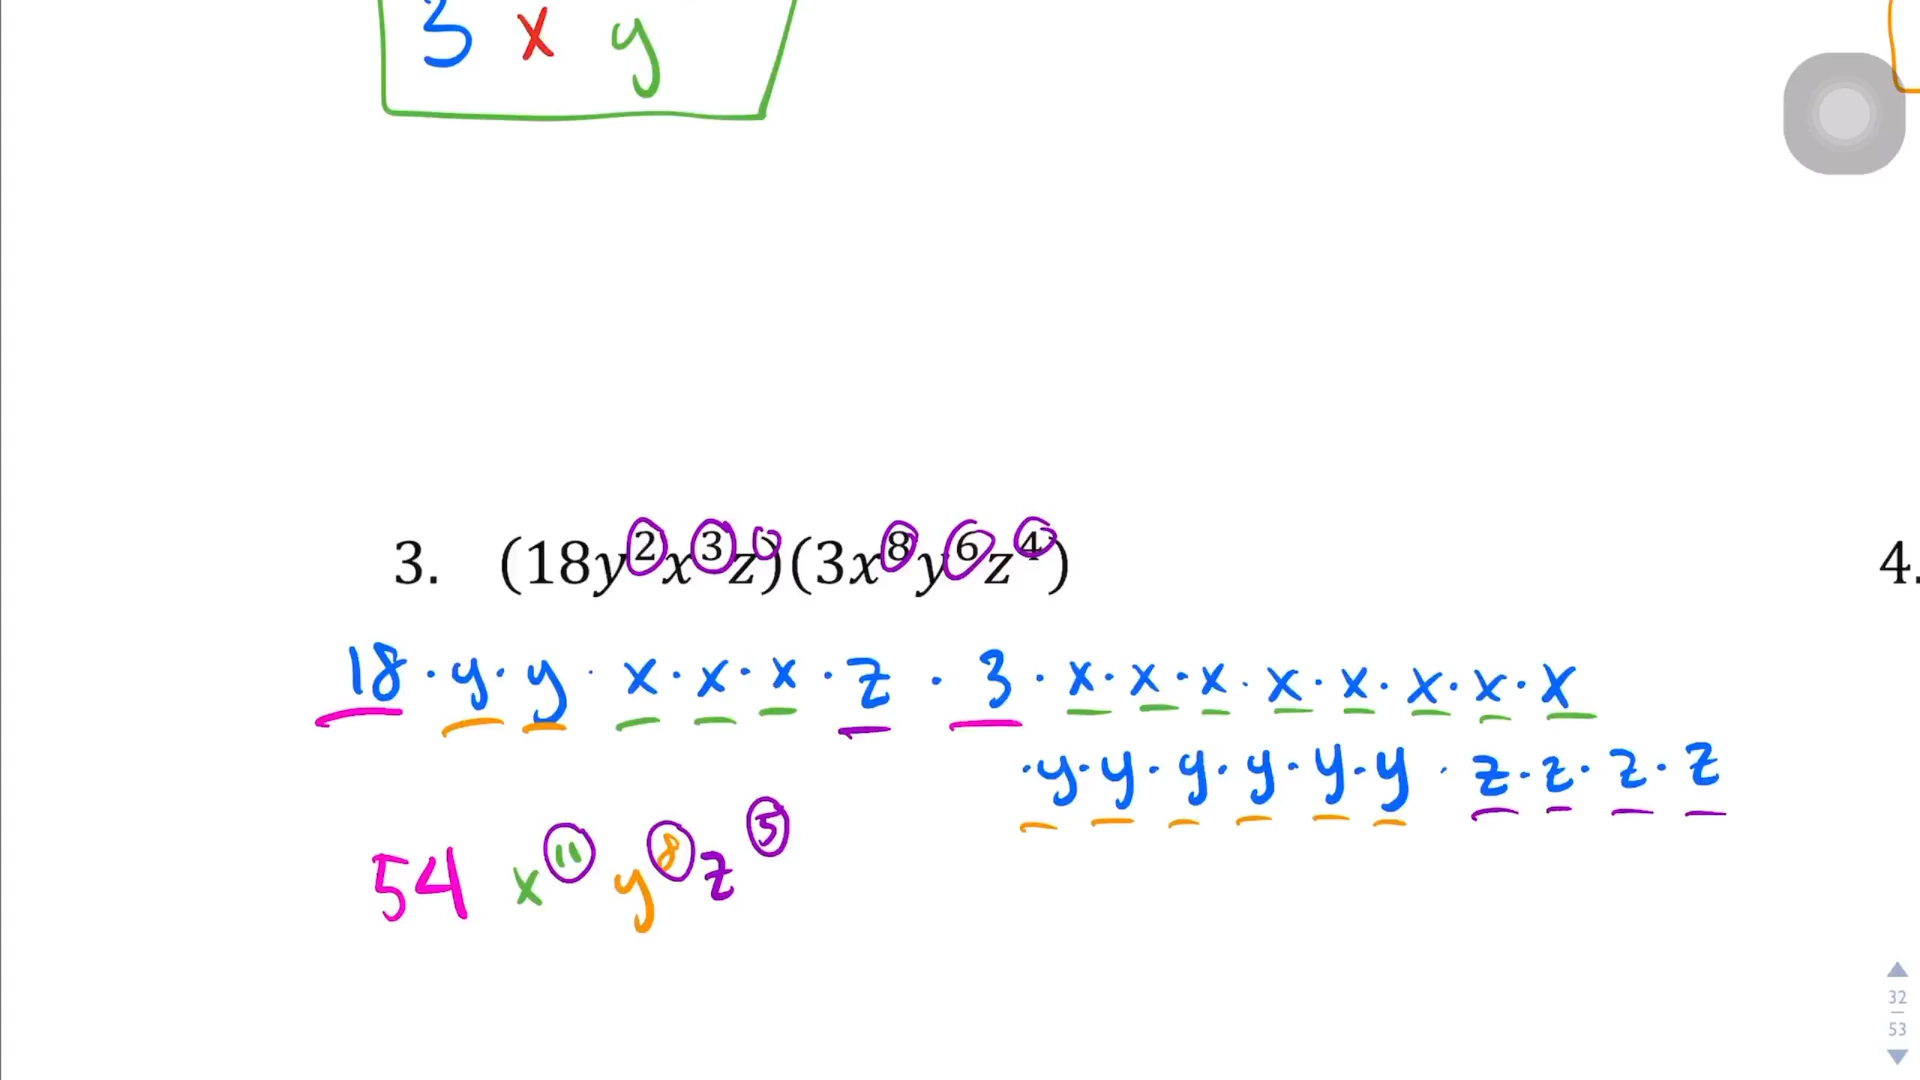 3 x y
3. (18y²x³z)(3x⁸y⁶z⁴)
4.
18 · y · y · x · x · x · z · 3 · x · x · x · x · x · x · x · x
· y · y · y · y · y · y · z · z · z · z
54 x¹¹ y⁸ z⁵
32
53